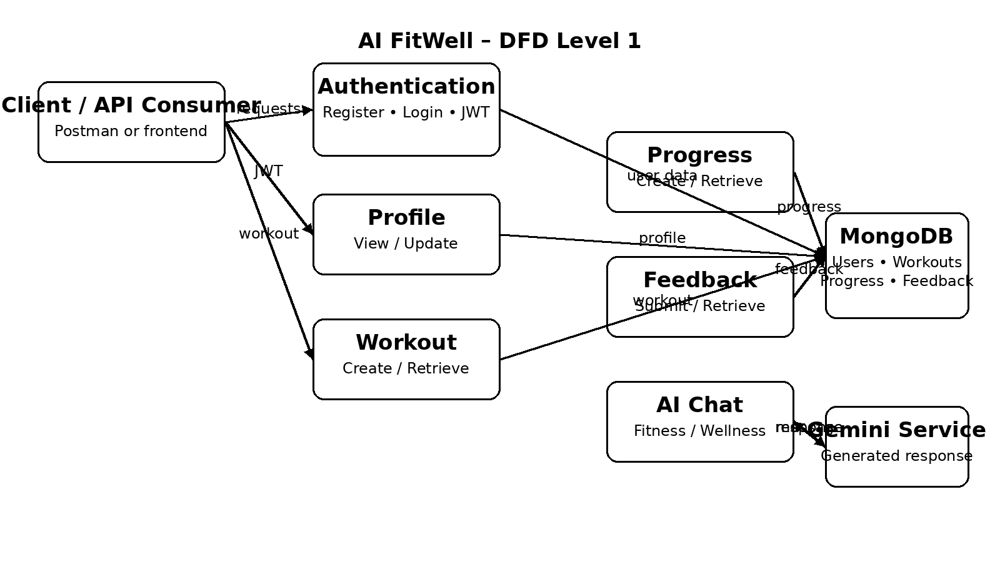 AI FitWell – DFD Level 1
Client / API Consumer
Postman or frontend
requests
JWT
workout
Authentication
Register • Login • JWT
Profile
View / Update
Workout
Create / Retrieve
user data
profile
workout
Progress
Create / Retrieve
Feedback
Submit / Retrieve
AI Chat
Fitness / Wellness
progress
feedback
MongoDB
Users • Workouts
Progress • Feedback
response
Gemini Service
Generated response